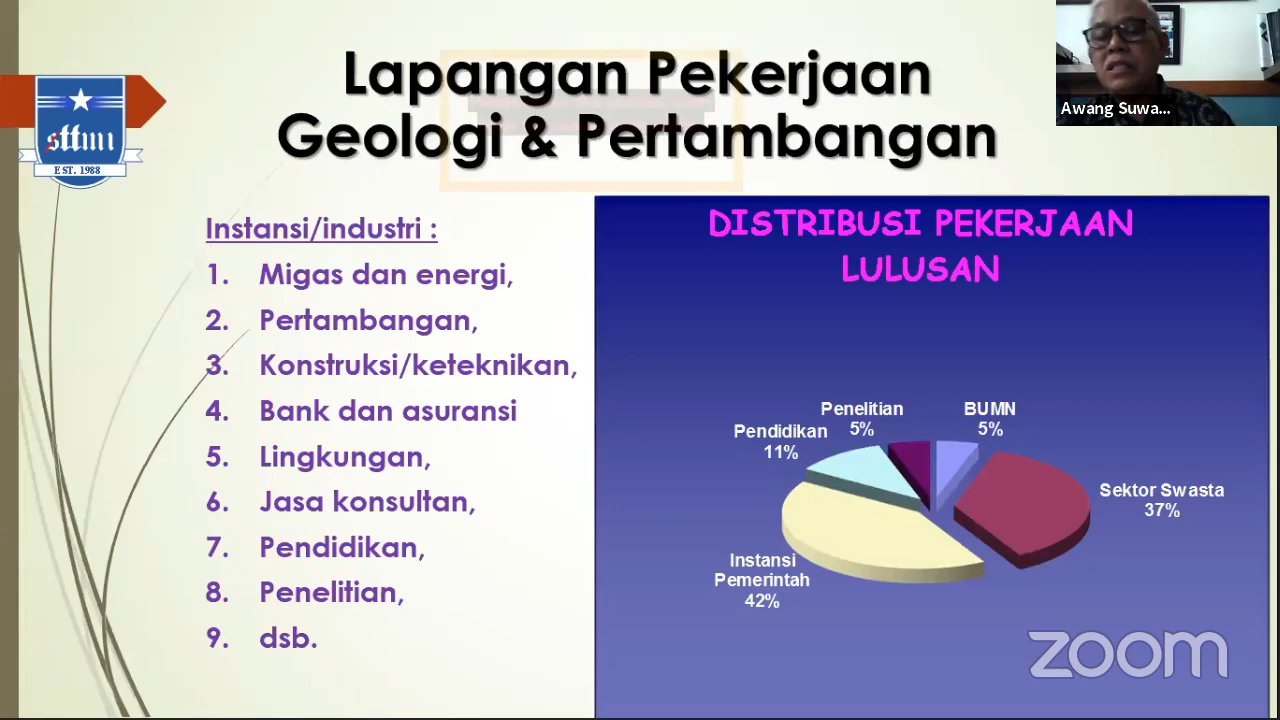 Lapangan Pekerjaan
Geologi & Pertambangan
Awang Suwa...
sttmi
EST. 1988
Instansi/industri :
1. Migas dan energi,
2. Pertambangan,
3. Konstruksi/keteknikan,
4. Bank dan asuransi
5. Lingkungan,
6. Jasa konsultan,
7. Pendidikan,
8. Penelitian,
9. dsb.
DISTRIBUSI PEKERJAAN
LULUSAN
Penelitian
5%
BUMN
5%
Pendidikan
11%
Sektor Swasta
37%
Instansi
Pemerintah
42%
zoom